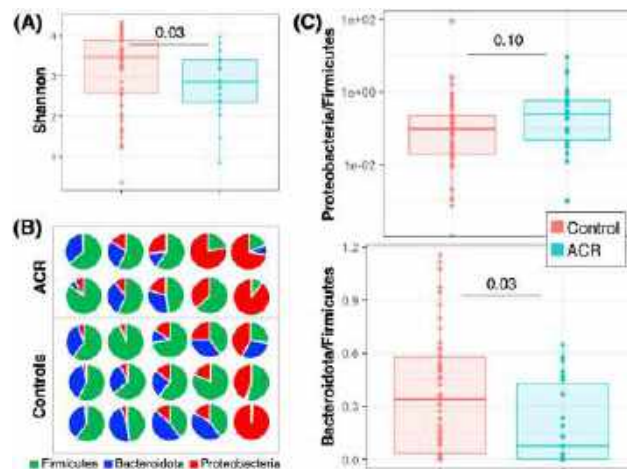 (A)
0.03
Shannon
4
3
2
1
(B)
ACR
Controls
Firmicutes Bacteroidota Proteobacteria
(C)
0.10
Proteobacteria/Firmicutes
1e+02
1e+00
1e-02
Control
ACR
0.03
Bacteroidota/Firmicutes
1.2
0.9
0.6
0.3
0.0